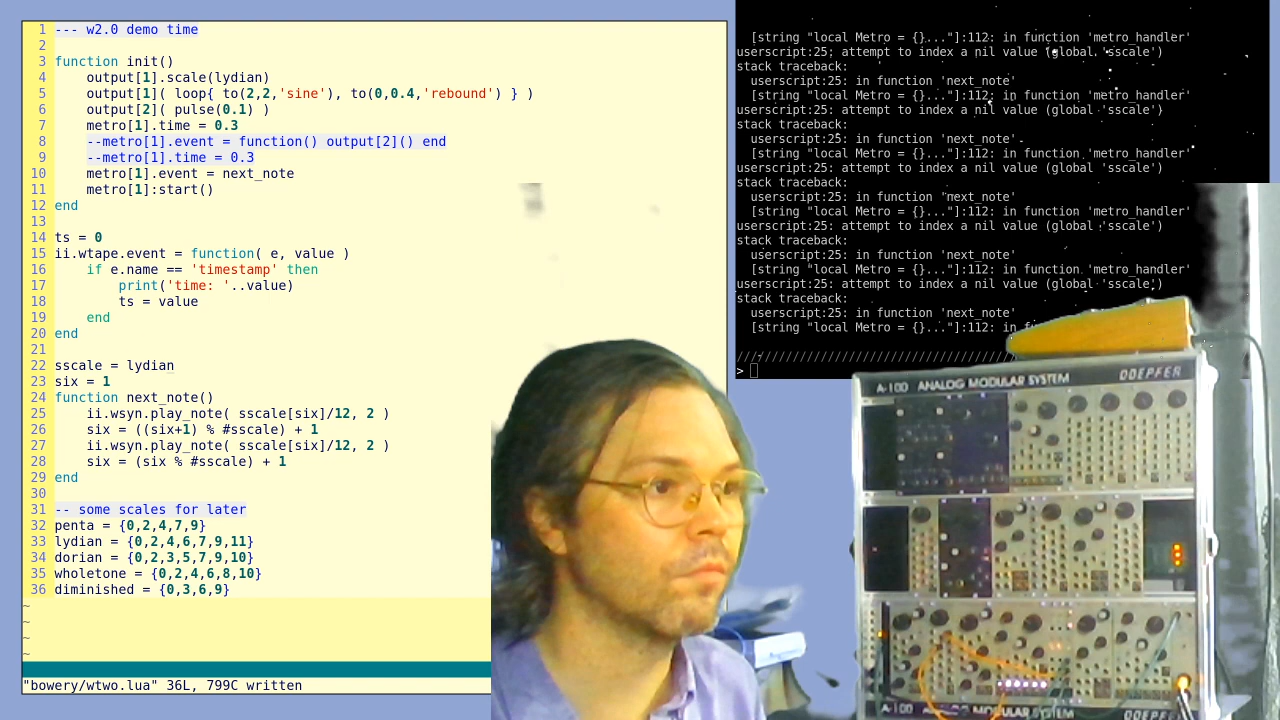 1 --- w2.0 demo time
2
3 function init()
4     output[1].scale(lydian)
5     output[1]( loop{ to(2,2,'sine'), to(0,0.4,'rebound') } )
6     output[2]( pulse(0.1) )
7     metro[1].time = 0.3
8     --metro[1].event = function() output[2]() end
9     --metro[1].time = 0.3
10     metro[1].event = next_note
11     metro[1]:start()
12 end
13
14 ts = 0
15 ii.wtape.event = function( e, value )
16     if e.name == 'timestamp' then
17         print('time: '..value)
18         ts = value
19     end
20 end
21
22 sscale = lydian
23 six = 1
24 function next_note()
25     ii.wsyn.play_note( sscale[six]/12, 2 )
26     six = ((six+1) % #sscale) + 1
27     ii.wsyn.play_note( sscale[six]/12, 2 )
28     six = (six % #sscale) + 1
29 end
30
31 -- some scales for later
32 penta = {0,2,4,7,9}
33 lydian = {0,2,4,6,7,9,11}
34 dorian = {0,2,3,5,7,9,10}
35 wholetone = {0,2,4,6,8,10}
36 diminished = {0,3,6,9}
~
~
~
~
"bowery/wtwo.lua" 36L, 799C written
[string "local Metro = {}..."]:112: in function 'metro_handler'
userscript:25: attempt to index a nil value (global 'sscale')
stack traceback:
userscript:25: in function 'next_note'
[string "local Metro = {}..."]:112: in function 'metro_handler'
userscript:25: attempt to index a nil value (global 'sscale')
stack traceback:
userscript:25: in function 'next_note'
[string "local Metro = {}..."]:112: in function 'metro_handler'
userscript:25: attempt to index a nil value (global 'sscale')
stack traceback:
userscript:25: in function 'next_note'
[string "local Metro = {}..."]:112: in function 'metro_handler'
userscript:25: attempt to index a nil value (global 'sscale')
stack traceback:
userscript:25: in function 'next_note'
[string "local Metro = {}..."]:112: in function 'metro_handler'
userscript:25: attempt to index a nil value (global 'sscale')
stack traceback:
userscript:25: in function 'next_note'
[string "local Metro = {}..."]:112: in f
//////////////////////////////////////
>
A-100 ANALOG MODULAR SYSTEM DOEPFER
A-100 ANALOG MODULAR SYSTEM DOEPFER